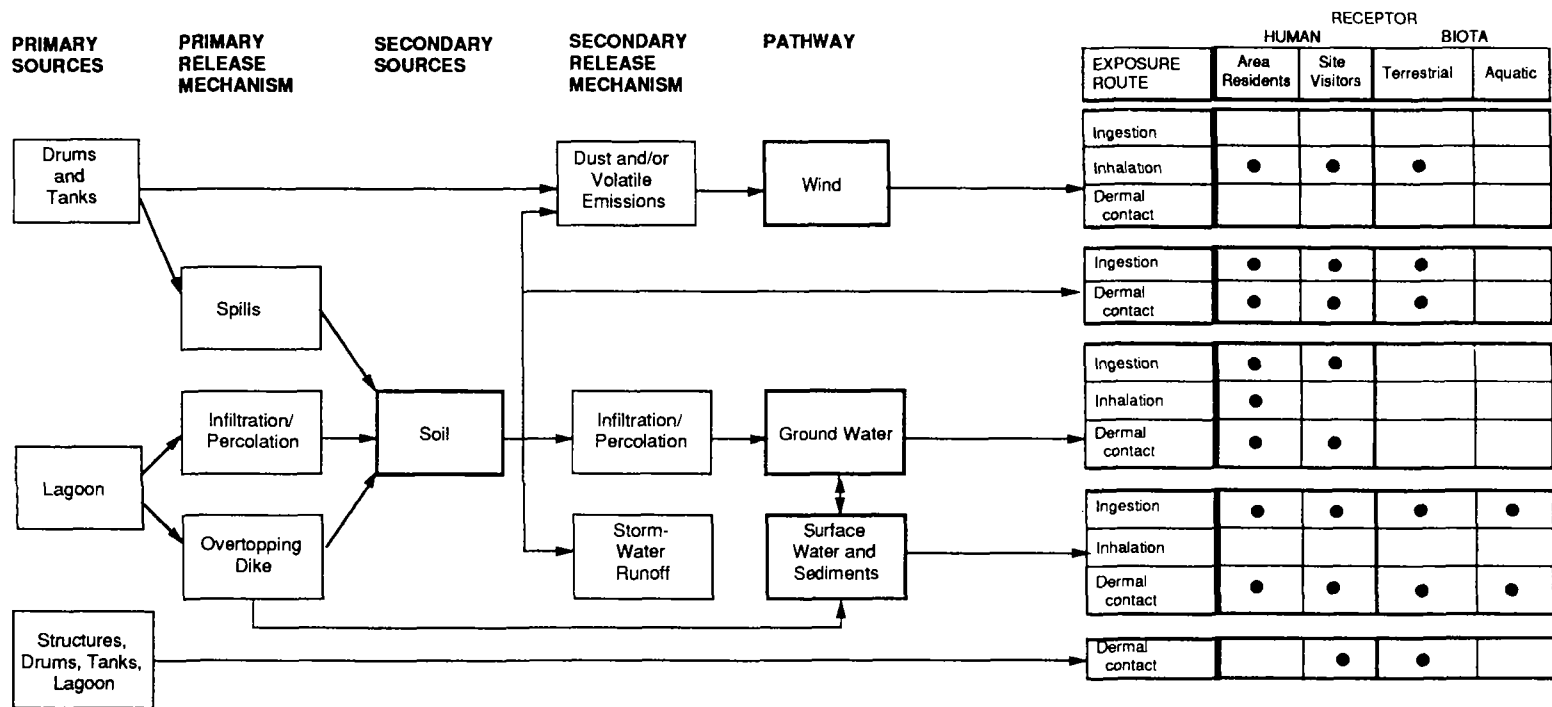 RECEPTOR
HUMAN BIOTA
PRIMARY
SOURCES
PRIMARY
RELEASE
MECHANISM
SECONDARY
SOURCES
SECONDARY
RELEASE
MECHANISM
PATHWAY
EXPOSURE
ROUTE
Area
Residents
Site
Visitors
Terrestrial
Aquatic
Drums
and
Tanks
Dust and/or
Volatile
Emissions
Wind
Ingestion
Inhalation
Dermal
contact
Spills
Ingestion
Dermal
contact
Infiltration/
Percolation
Soil
Infiltration/
Percolation
Ground Water
Ingestion
Inhalation
Dermal
contact
Lagoon
Overtopping
Dike
Storm-
Water
Runoff
Surface
Water and
Sediments
Ingestion
Inhalation
Dermal
contact
Structures,
Drums, Tanks,
Lagoon
Dermal
contact